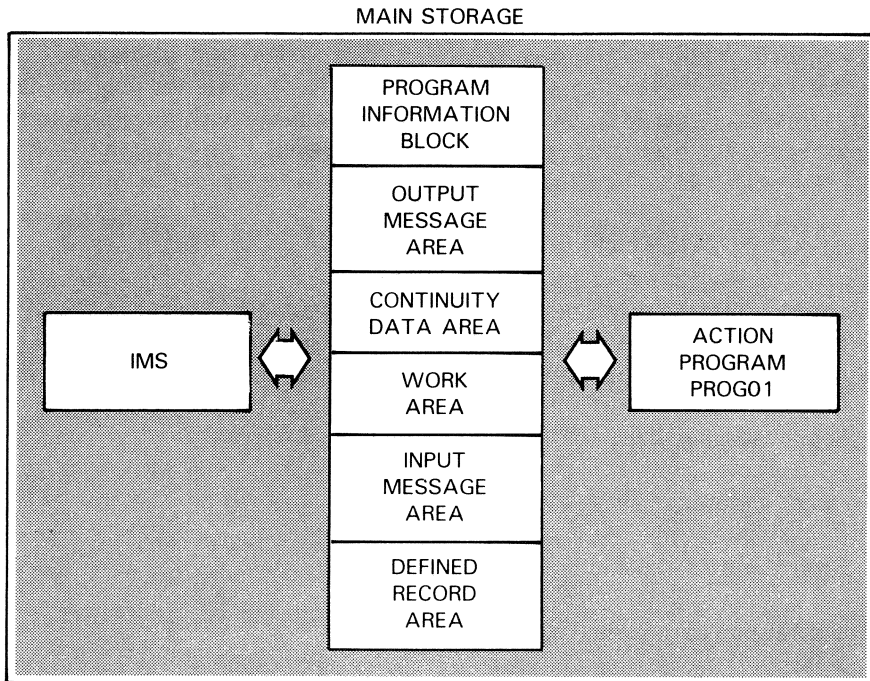 MAIN STORAGE
PROGRAM
INFORMATION
BLOCK
OUTPUT
MESSAGE
AREA
CONTINUITY
DATA AREA
IMS
WORK
AREA
ACTION
PROGRAM
PROG01
INPUT
MESSAGE
AREA
DEFINED
RECORD
AREA